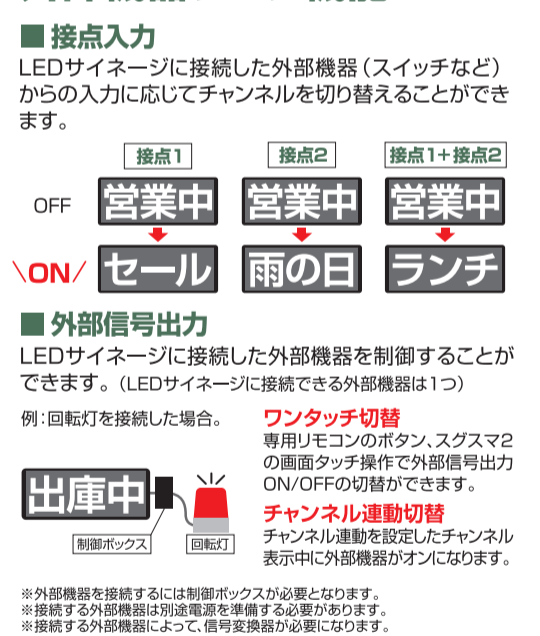 ■ 接点入力
LEDサイネージに接続した外部機器（スイッチなど）
からの入力に応じてチャンネルを切り替えることができ
ます。
接点1 接点2 接点1＋接点2
OFF 営業中 営業中 営業中
\ON/ セール 雨の日 ランチ
■ 外部信号出力
LEDサイネージに接続した外部機器を制御することが
できます。（LEDサイネージに接続できる外部機器は1つ）
例：回転灯を接続した場合。
出庫中
制御ボックス 回転灯
ワンタッチ切替
専用リモコンのボタン、スグスマ2
の画面タッチ操作で外部信号出力
ON/OFFの切替ができます。
チャンネル連動切替
チャンネル連動を設定したチャンネル
表示中に外部機器がオンになります。
※外部機器を接続するには制御ボックスが必要となります。
※接続する外部機器は別途電源を準備する必要があります。
※接続する外部機器によって、信号変換器が必要になります。